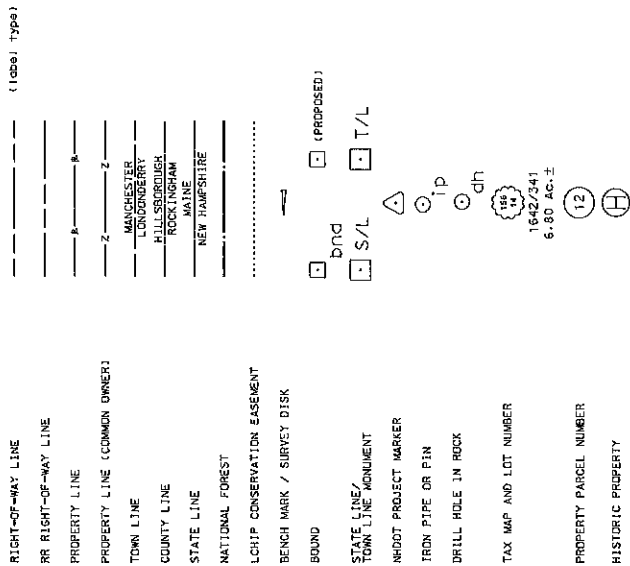 RIGHT-OF-WAY LINE
(label type)
RR RIGHT-OF-WAY LINE
PROPERTY LINE
PROPERTY LINE (COMMON OWNER)
Z Z
TOWN LINE
MANCHESTER
LONDONDERRY
COUNTY LINE
HILLSBOROUGH
ROCKINGHAM
STATE LINE
MAINE
NEW HAMPSHIRE
NATIONAL FOREST
LCHIP CONSERVATION EASEMENT
BENCH MARK / SURVEY DISK
BOUND
bnd
(PROPOSED)
STATE LINE/
TOWN LINE MONUMENT
S/L T/L
NHDOT PROJECT MARKER
IRON PIPE OR PIN
ip
DRILL HOLE IN ROCK
dh
TAX MAP AND LOT NUMBER
156
14
1642/341
6.80 Ac.±
PROPERTY PARCEL NUMBER
12
HISTORIC PROPERTY
H